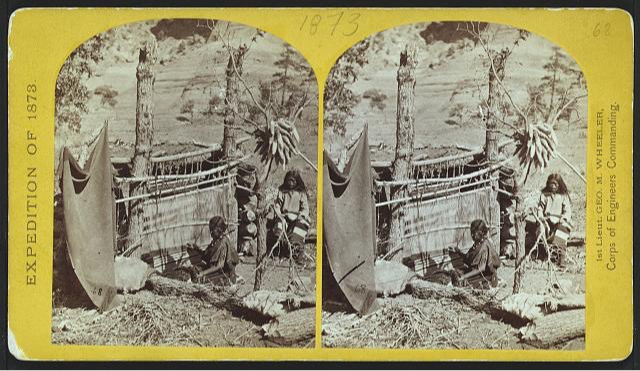 1873
68
EXPEDITION OF 1873.
1st Lieut. GEO. M. WHEELER,
Corps of Engineers Commanding.